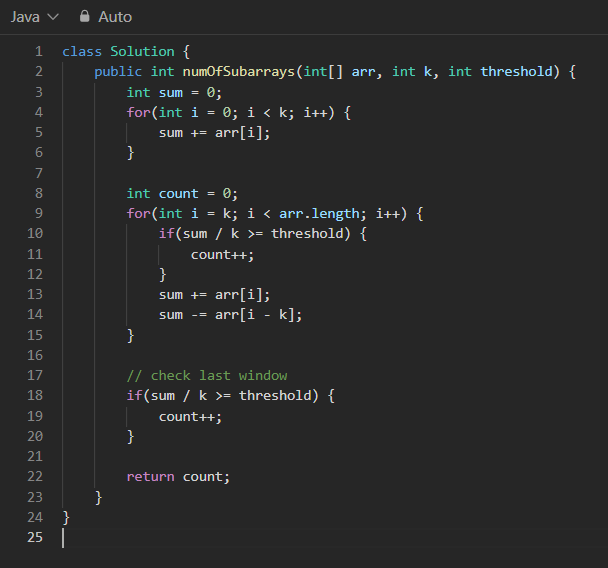 Java Auto
1 class Solution {
2 public int numOfSubarrays(int[] arr, int k, int threshold) {
3 int sum = 0;
4 for(int i = 0; i < k; i++) {
5 sum += arr[i];
6 }
7
8 int count = 0;
9 for(int i = k; i < arr.length; i++) {
10 if(sum / k >= threshold) {
11 count++;
12 }
13 sum += arr[i];
14 sum -= arr[i - k];
15 }
16
17 // check last window
18 if(sum / k >= threshold) {
19 count++;
20 }
21
22 return count;
23 }
24 }
25